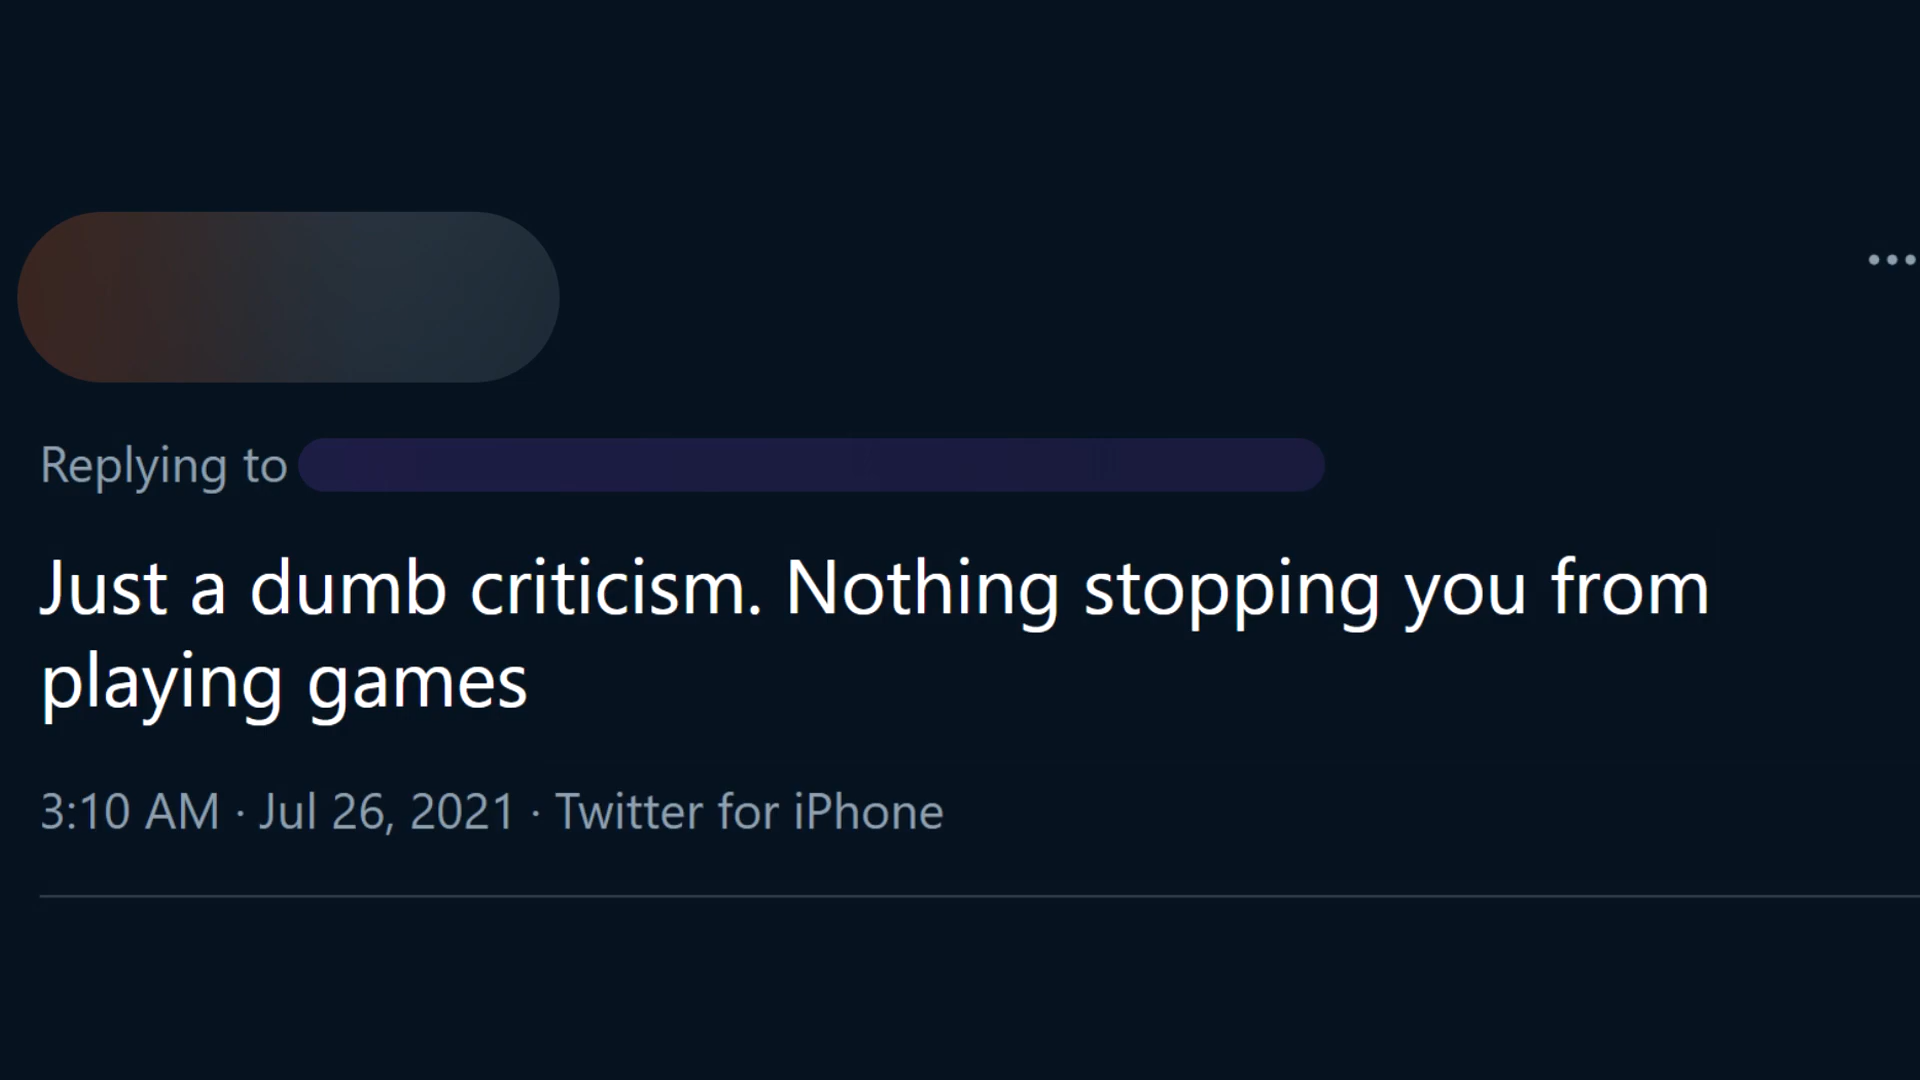 Replying to
Just a dumb criticism. Nothing stopping you from
playing games
3:10 AM · Jul 26, 2021 · Twitter for iPhone